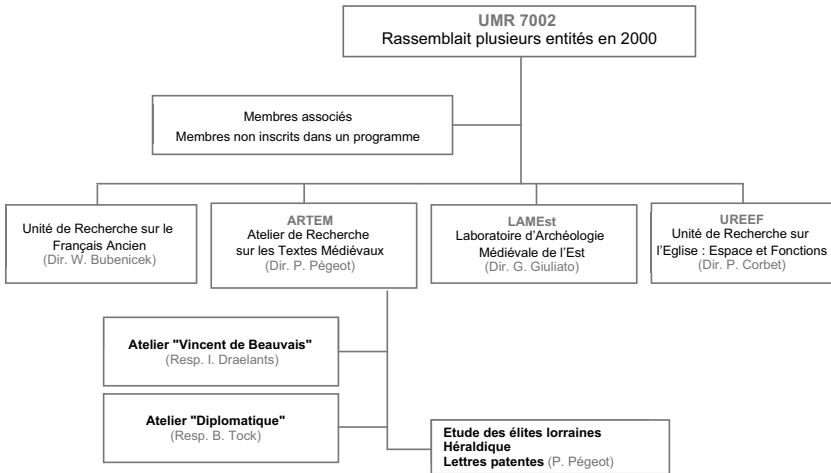 UMR 7002
Rassemblait plusieurs entités en 2000
Membres associés
Membres non inscrits dans un programme
Unité de Recherche sur le
Français Ancien
(Dir. W. Bubenicek)
ARTEM
Atelier de Recherche
sur les Textes Médiévaux
(Dir. P. Pégeot)
LAMEst
Laboratoire d'Archéologie
Médiévale de l'Est
(Dir. G. Giuliato)
UREEF
Unité de Recherche sur
l'Eglise : Espace et Fonctions
(Dir. P. Corbet)
Atelier "Vincent de Beauvais"
(Resp. I. Draelants)
Atelier "Diplomatique"
(Resp. B. Tock)
Etude des élites lorraines
Héraldique
Lettres patentes (P. Pégeot)